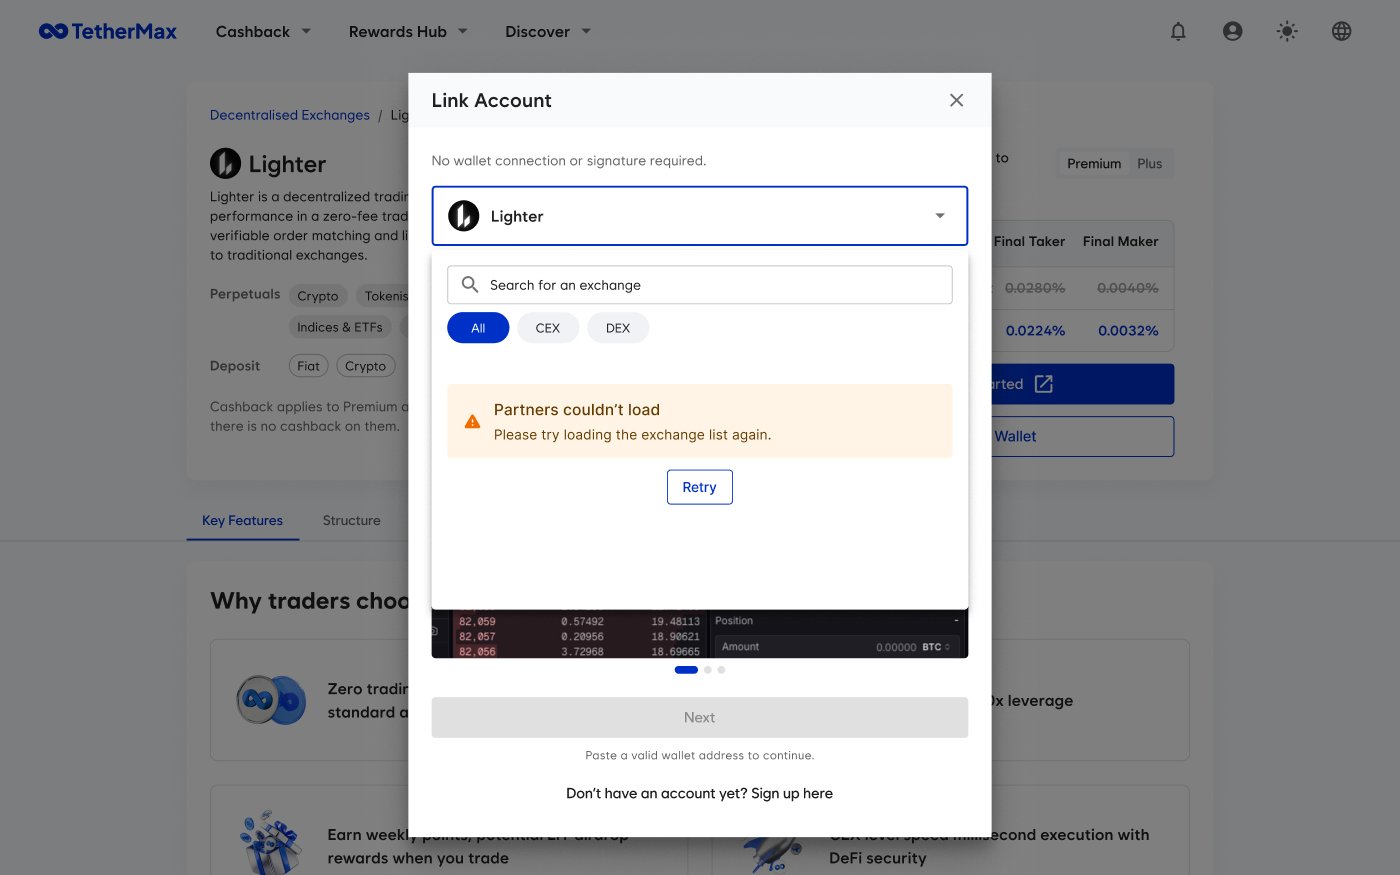 TetherMax
Cashback
Rewards Hub
Discover
Link Account
Decentralised Exchanges / Lig
No wallet connection or signature required.
to
Premium
Plus
Lighter
Lighter
Lighter is a decentralized tradin
performance in a zero-fee trad
verifiable order matching and li
to traditional exchanges.
Final Taker
Final Maker
Search for an exchange
0.0280%
0.0040%
Perpetuals
Crypto
Tokenis
Indices & ETFs
All
CEX
DEX
0.0224%
0.0032%
Deposit
Fiat
Crypto
arted
Cashback applies to Premium a
there is no cashback on them.
Partners couldn't load
Please try loading the exchange list again.
Wallet
Retry
Key Features
Structure
Why traders choo
82,059
0.57492
19.48113
Position
-
82,057
0.20956
18.90621
82,056
3.72968
18.69665
Amount
0.00000 BTC
Zero tradin
standard a
0x leverage
Next
Paste a valid wallet address to continue.
Don't have an account yet? Sign up here
Earn weekly points, potential LIT airdrop
rewards when you trade
CEX-level speed millisecond execution with
DeFi security